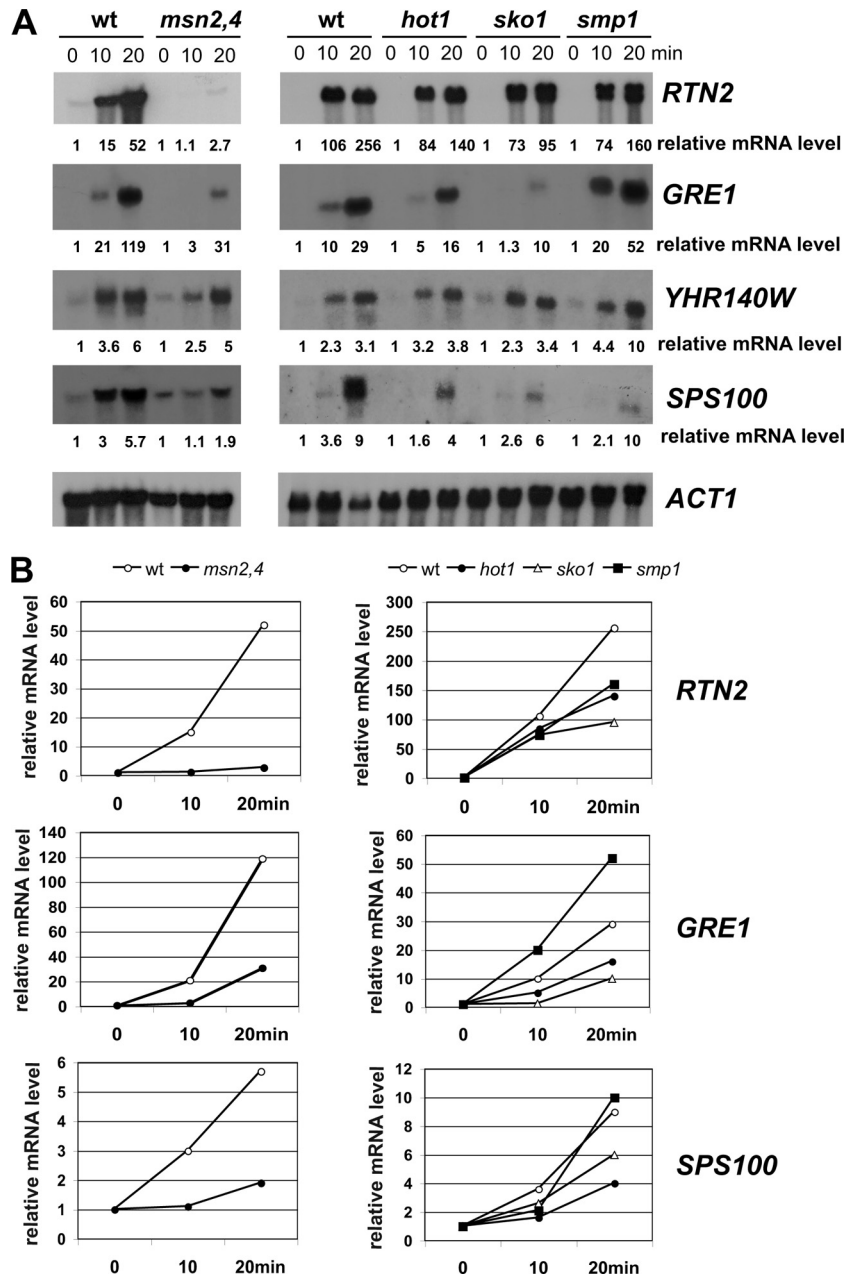 A
wt msn2,4 wt hot1 sko1 smp1
0 10 20 0 10 20 0 10 20 0 10 20 0 10 20 0 10 20 min
RTN2
1 15 52 1 1.1 2.7 1 106 256 1 84 140 1 73 95 1 74 160 relative mRNA level
GRE1
1 21 119 1 3 31 1 10 29 1 5 16 1 1.3 10 1 20 52 relative mRNA level
YHR140W
1 3.6 6 1 2.5 5 1 2.3 3.1 1 3.2 3.8 1 2.3 3.4 1 4.4 10 relative mRNA level
SPS100
1 3 5.7 1 1.1 1.9 1 3.6 9 1 1.6 4 1 2.6 6 1 2.1 10 relative mRNA level
ACT1
B
wt msn2,4
relative mRNA level
60
50
40
30
20
10
0
0 10 20min
wt hot1 sko1 smp1
relative mRNA level
300
250
200
150
100
50
0
0 10 20min
RTN2
relative mRNA level
140
120
100
80
60
40
20
0
0 10 20min
relative mRNA level
60
50
40
30
20
10
0
0 10 20min
GRE1
relative mRNA level
6
5
4
3
2
1
0
0 10 20min
relative mRNA level
12
10
8
6
4
2
0
0 10 20min
SPS100